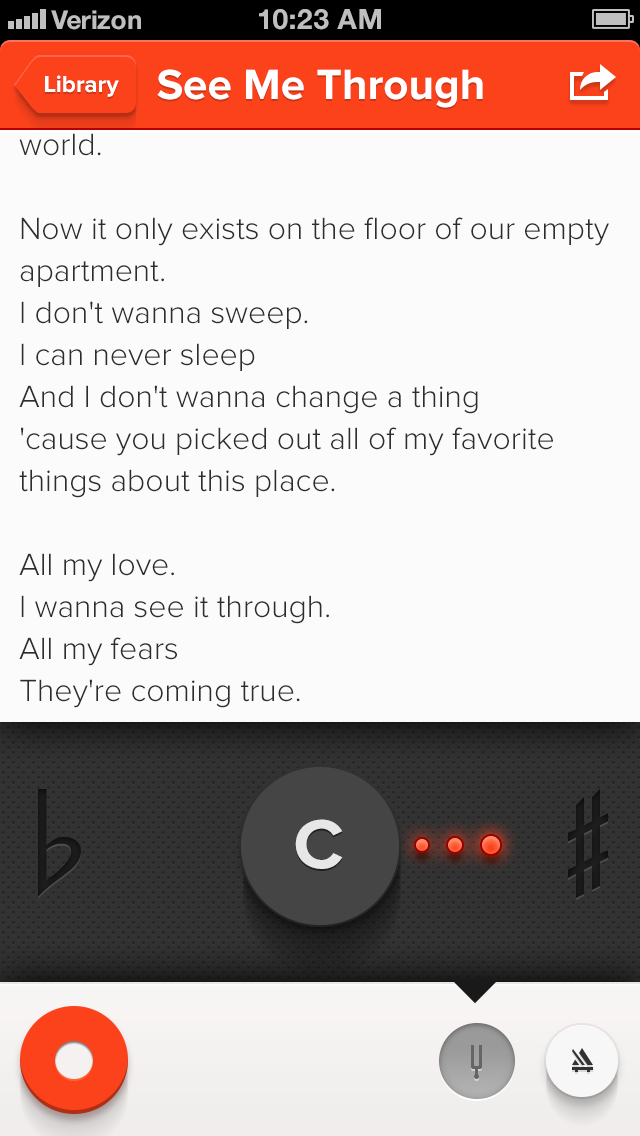 Verizon 10:23 AM
Library See Me Through
world.
Now it only exists on the floor of our empty
apartment.
I don't wanna sweep.
I can never sleep
And I don't wanna change a thing
'cause you picked out all of my favorite
things about this place.
All my love.
I wanna see it through.
All my fears
They're coming true.
♭ C ♯